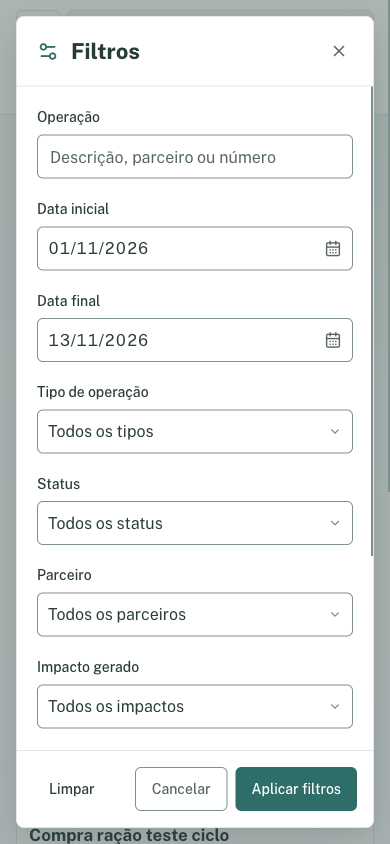 Filtros
Operação
Descrição, parceiro ou número
Data inicial
01/11/2026
Data final
13/11/2026
Tipo de operação
Todos os tipos
Status
Todos os status
Parceiro
Todos os parceiros
Impacto gerado
Todos os impactos
Limpar
Cancelar
Aplicar filtros
Compra ração teste ciclo